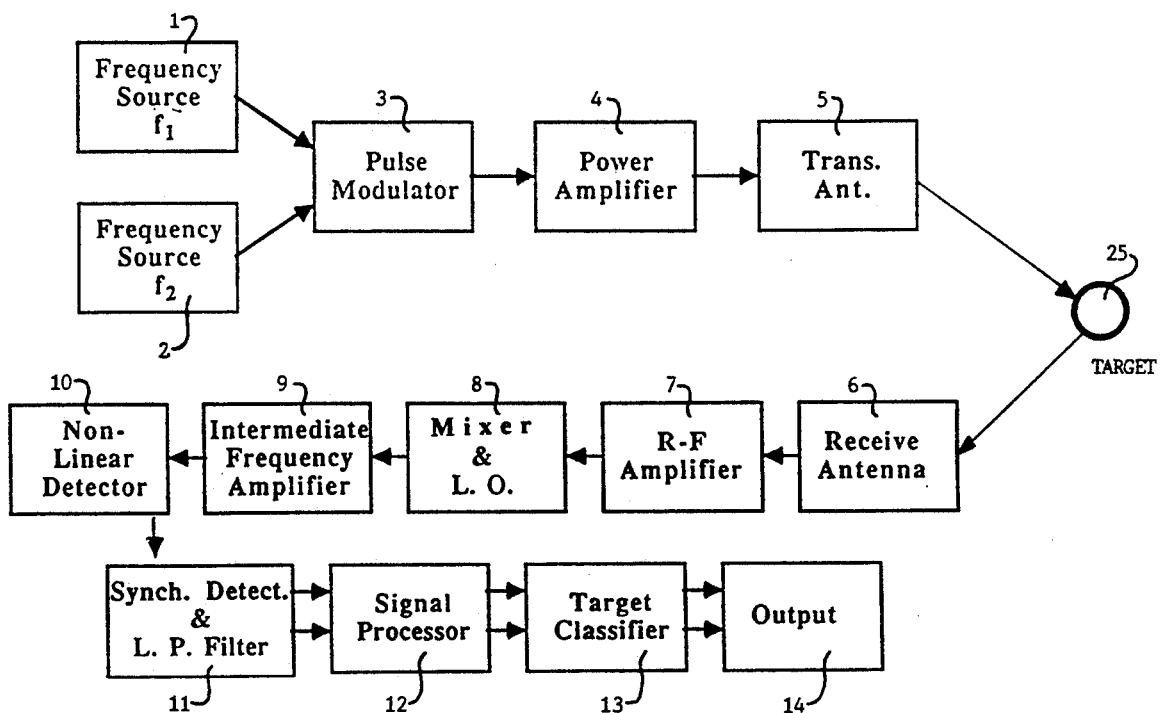 1
Frequency
Source
f1
3
Pulse
Modulator
4
Power
Amplifier
5
Trans.
Ant.
Frequency
Source
f2
2
25
TARGET
10
Non-
Linear
Detector
9
Intermediate
Frequency
Amplifier
8
Mixer
&
L. O.
7
R-F
Amplifier
6
Receive
Antenna
Synch. Detect.
&
L. P. Filter
11
Signal
Processor
12
Target
Classifier
13
Output
14